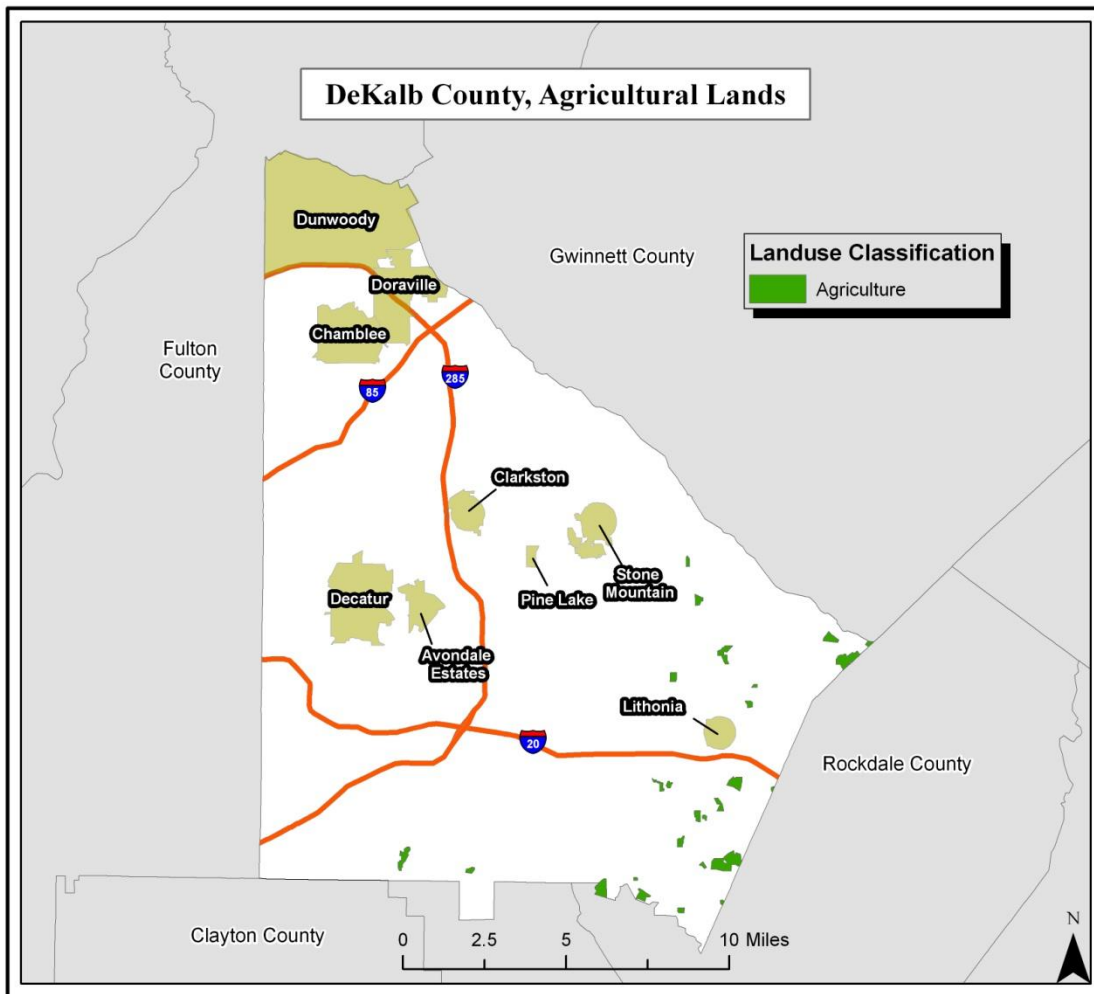 DeKalb County, Agricultural Lands
Dunwoody
Gwinnett County
Landuse Classification
Agriculture
Doraville
Chamblee
Fulton
County
85
285
Clarkston
Stone
Mountain
Pine Lake
Decatur
Avondale
Estates
Lithonia
20
Rockdale County
Clayton County
N
0 2.5 5 10 Miles